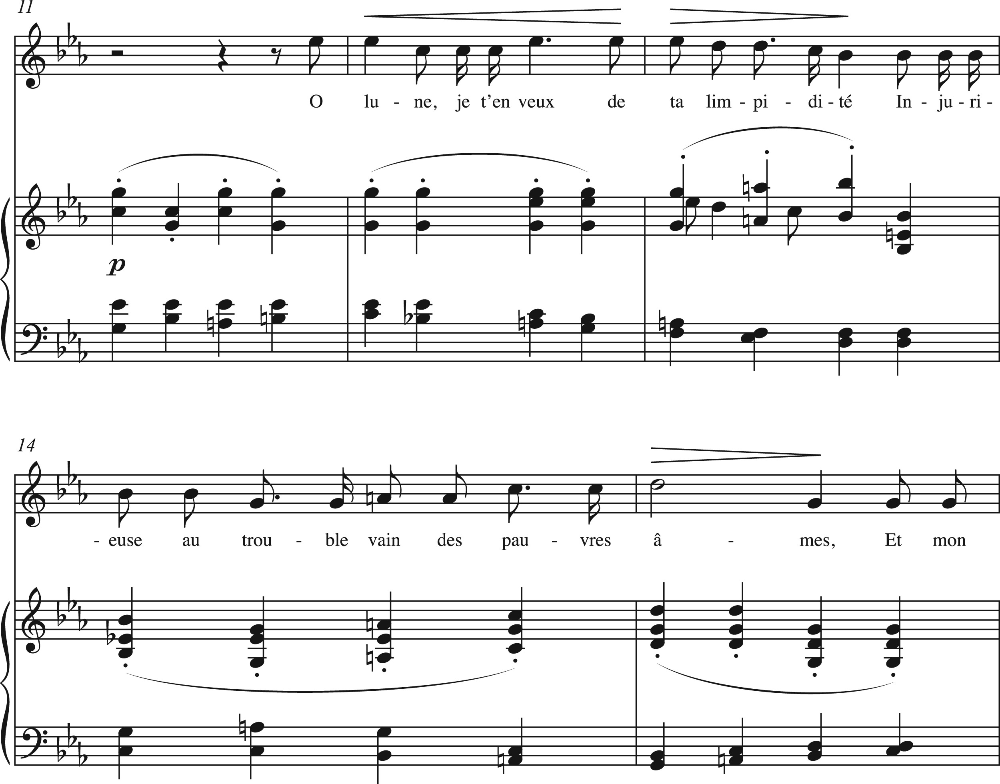 11
O lu - ne, je t’en veux de ta lim - pi - di - té In - ju - ri -
p
14
- euse au trou - ble vain des pau - vres â - mes, Et mon